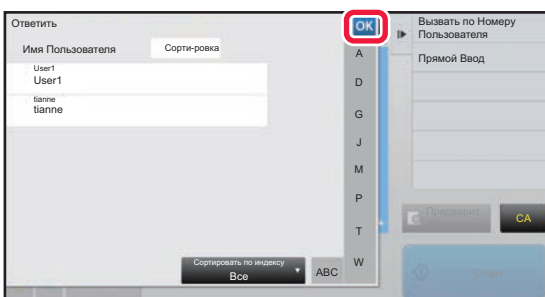 Ответить
OK
Имя Пользователя
Сорти-ровка
User1
User1
tianne
tianne
A
D
G
J
M
P
T
W
Сортировать по индексу
Все
ABC
Вызвать по Номеру
Пользователя
Прямой Ввод
Предварит.
CA
Старт